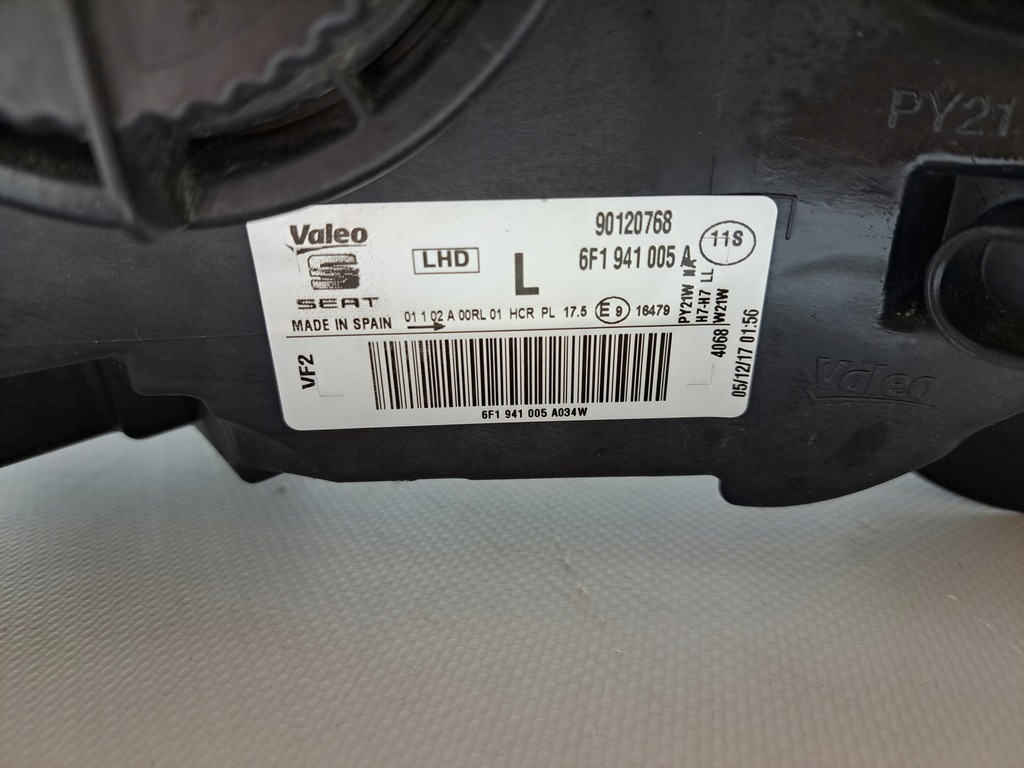 PY21
Valeo
SEAT
MADE IN SPAIN
LHD
L
90120768
6F1 941 005 A
11S
01 1 02 A 00RL 01 HCR PL 17.5 E9 16479
PY21W
H7-H7 LL
4068 W21W
05/12/17 01:56
VF2
6F1 941 005 A034W
Valeo